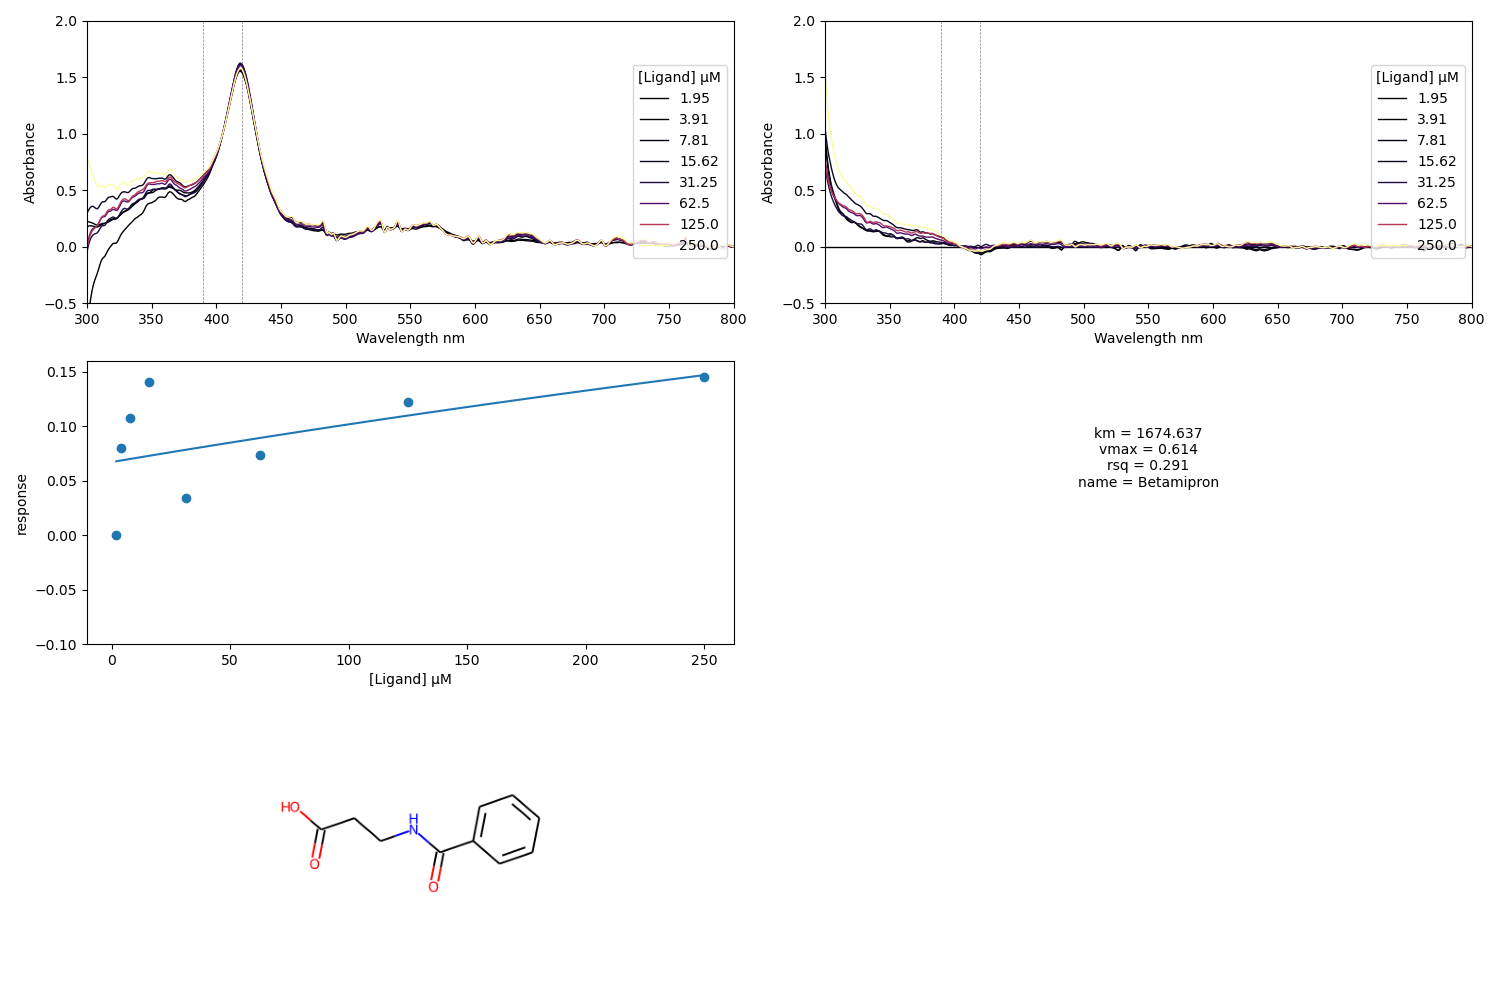 2.0
1.5
1.0
0.5
0.0
−0.5
Absorbance
300 350 400 450 500 550 600 650 700 750 800
Wavelength nm
[Ligand] µM
1.95
3.91
7.81
15.62
31.25
62.5
125.0
250.0
2.0
1.5
1.0
0.5
0.0
−0.5
Absorbance
300 350 400 450 500 550 600 650 700 750 800
Wavelength nm
[Ligand] µM
1.95
3.91
7.81
15.62
31.25
62.5
125.0
250.0
0.15
0.10
0.05
0.00
−0.05
−0.10
response
0 50 100 150 200 250
[Ligand] µM
km = 1674.637
vmax = 0.614
rsq = 0.291
name = Betamipron
HO
O
H
N
O